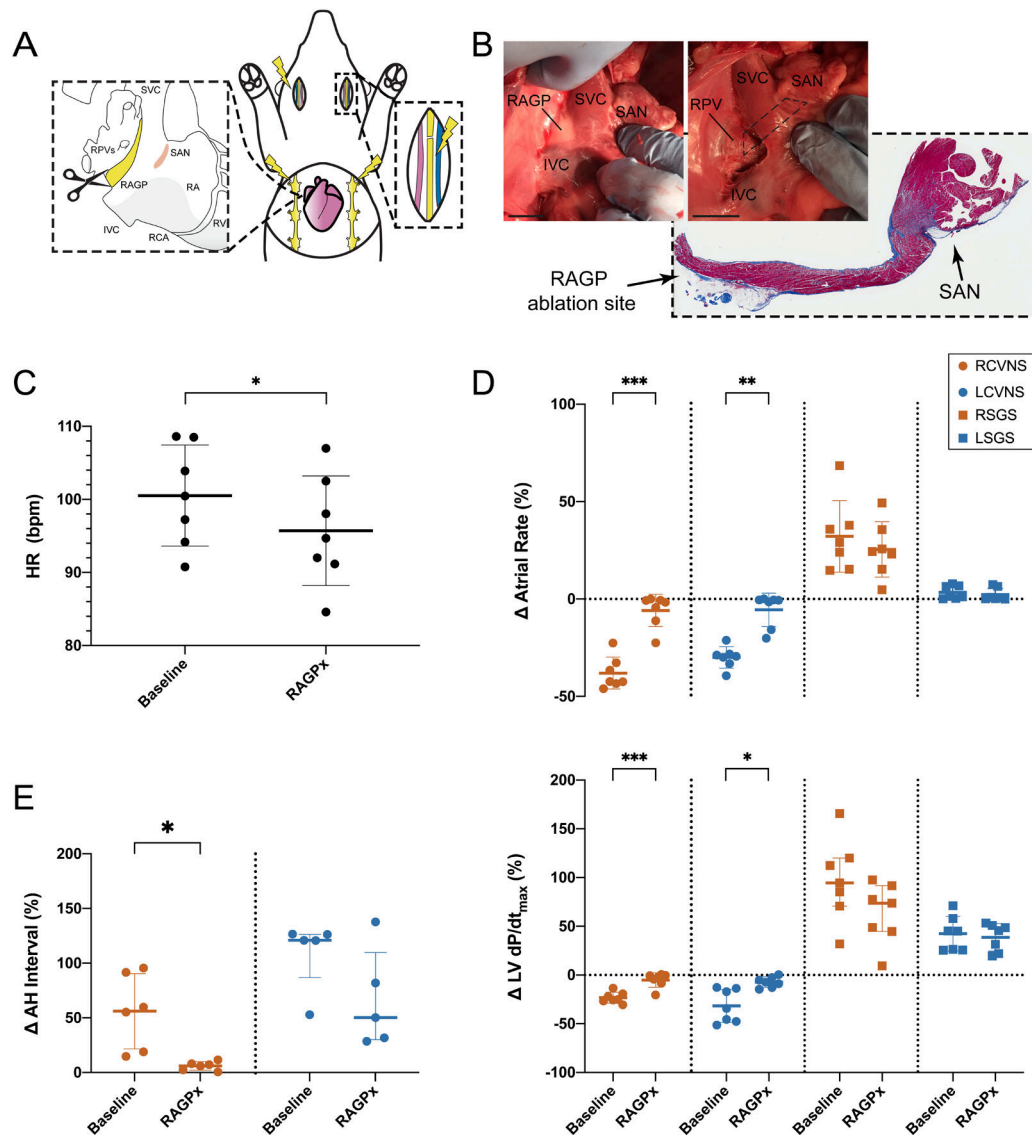 A
SVC
RPVs
SAN
RAGP
RA
IVC
RV
RCA
B
RAGP
SVC
SAN
IVC
SVC
SAN
RPV
IVC
RAGP
ablation site
SAN
C
*
HR (bpm)
110
100
90
80
Baseline
RAGPx
D
RCVNS
LCVNS
RSGS
LSGS
***
**
Δ Atrial Rate (%)
100
50
0
-50
***
*
Δ LV dP/dtmax (%)
200
150
100
50
0
-50
-100
Baseline
RAGPx
Baseline
RAGPx
Baseline
RAGPx
Baseline
RAGPx
E
*
Δ AH Interval (%)
200
150
100
50
0
Baseline
RAGPx
Baseline
RAGPx